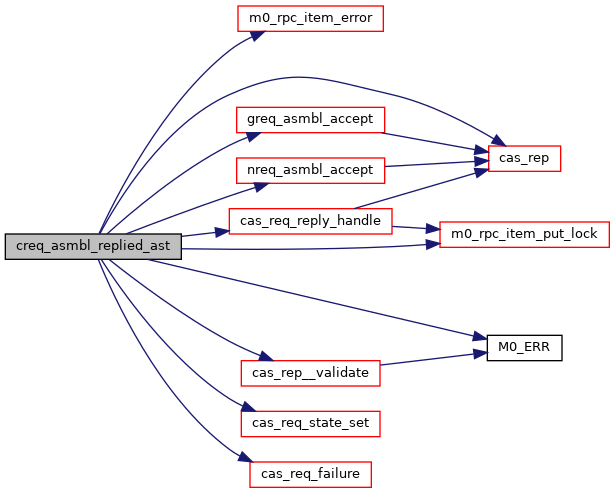 m0_rpc_item_error
greq_asmbl_accept
cas_rep
nreq_asmbl_accept
cas_req_reply_handle
m0_rpc_item_put_lock
creq_asmbl_replied_ast
M0_ERR
cas_rep__validate
cas_req_state_set
cas_req_failure